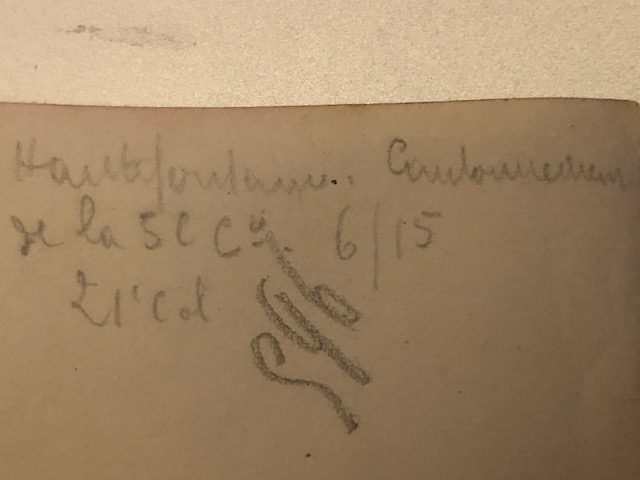 Hautefontaine. Cantonnement
de la 5e Cie. 6/15
21e Col